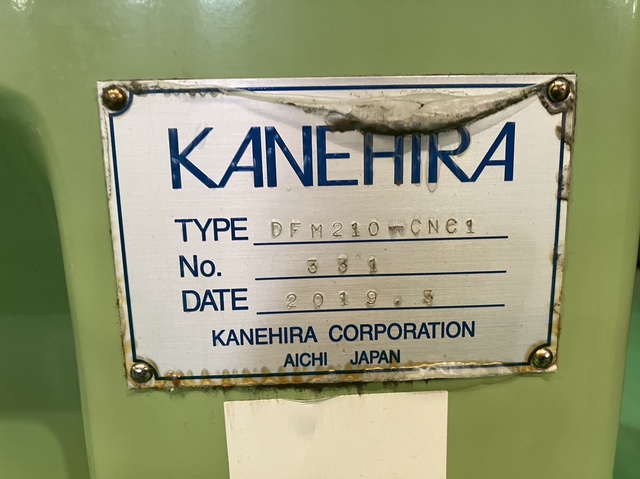 KANEHIRA
TYPE DFM210-CNC1
No. 331
DATE 2019.3
KANEHIRA CORPORATION
AICHI JAPAN